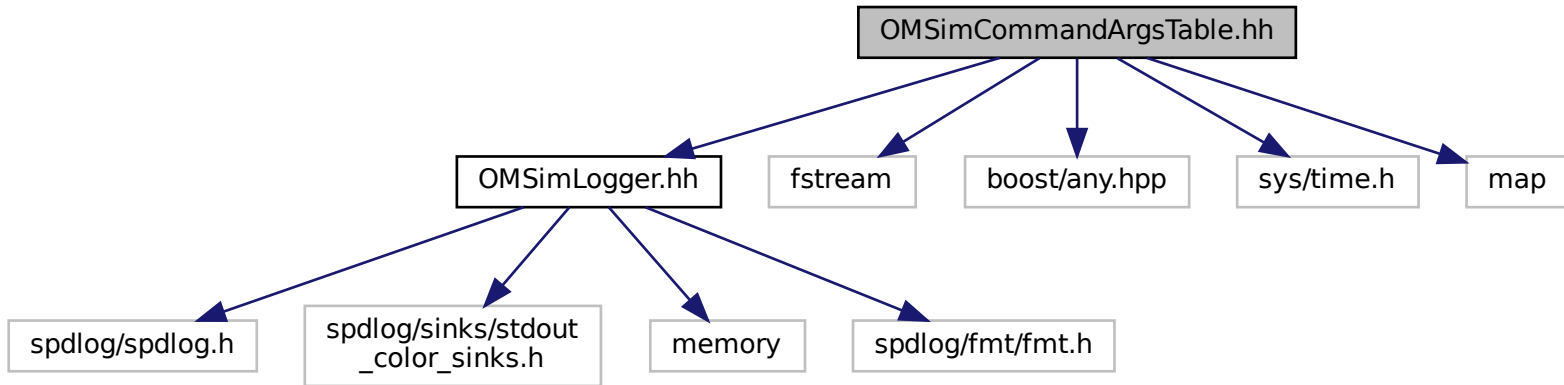 OMSimCommandArgsTable.hh
OMSimLogger.hh
fstream
boost/any.hpp
sys/time.h
map
spdlog/spdlog.h
spdlog/sinks/stdout
_color_sinks.h
memory
spdlog/fmt/fmt.h